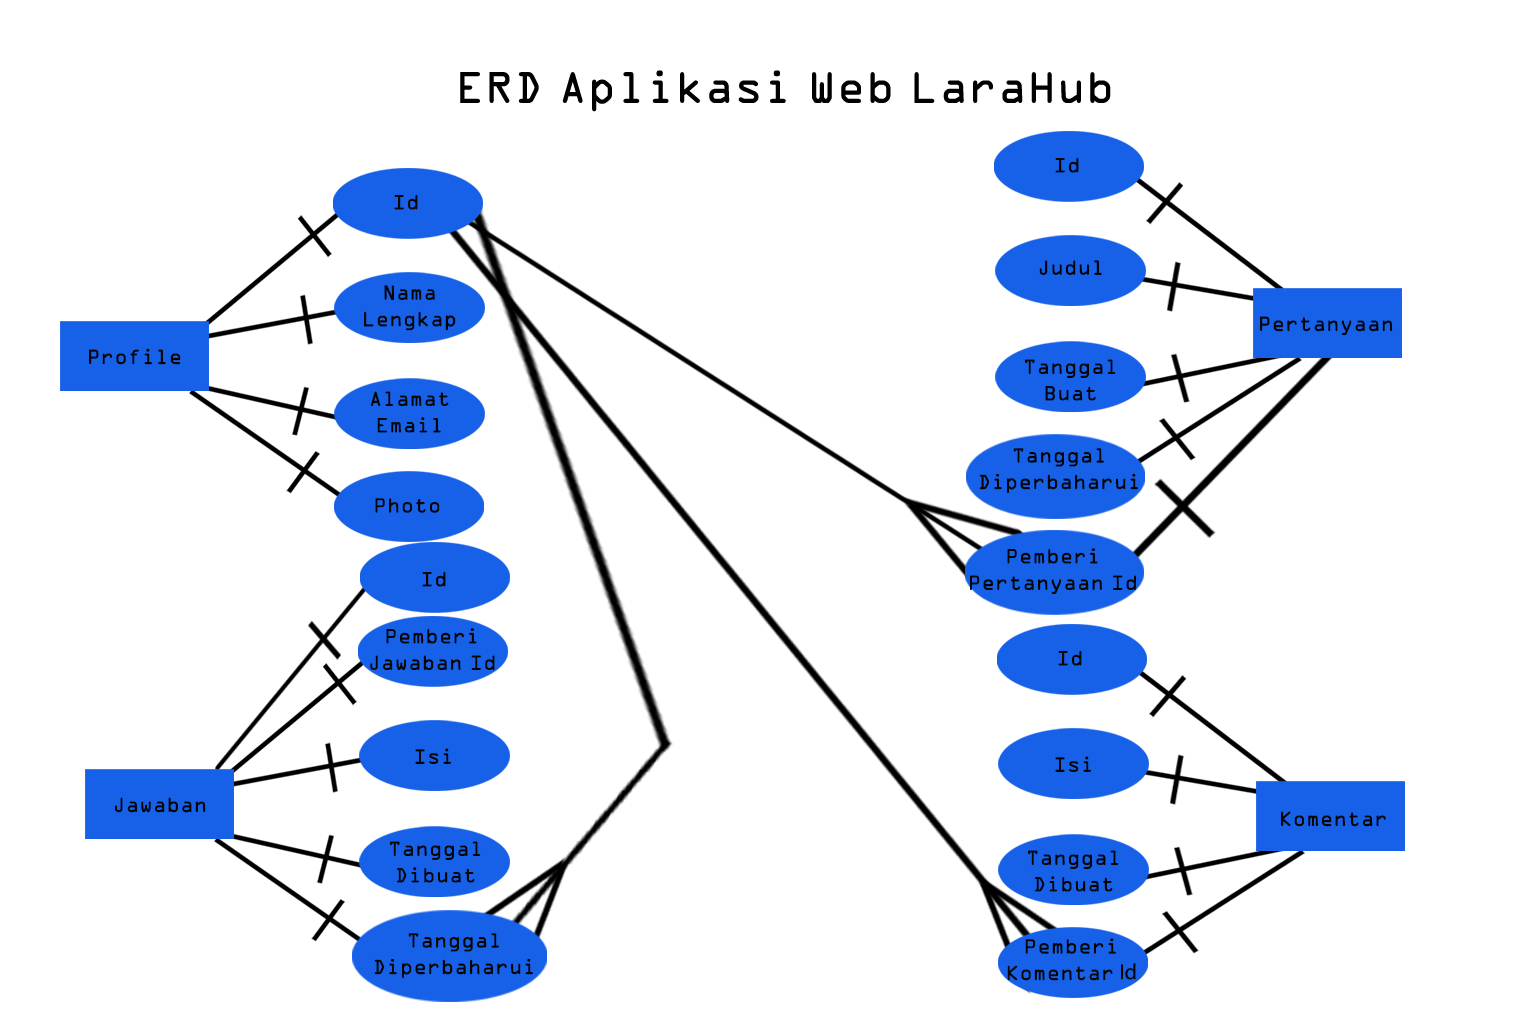 ERD Aplikasi Web LaraHub
Id
Nama
Lengkap
Profile
Alamat
Email
Photo
Id
Pemberi
Jawaban Id
Isi
Jawaban
Tanggal
Dibuat
Tanggal
Diperbaharui
Id
Judul
Pertanyaan
Tanggal
Buat
Tanggal
Diperbaharui
Pemberi
Pertanyaan Id
Id
Isi
Komentar
Tanggal
Dibuat
Pemberi
Komentar Id